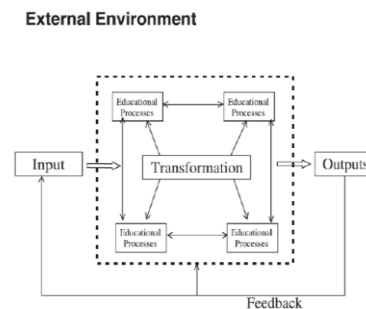 External Environment
Educational
Processes
Educational
Processes
Input
Transformation
Outputs
Educational
Processes
Educational
Processes
Feedback